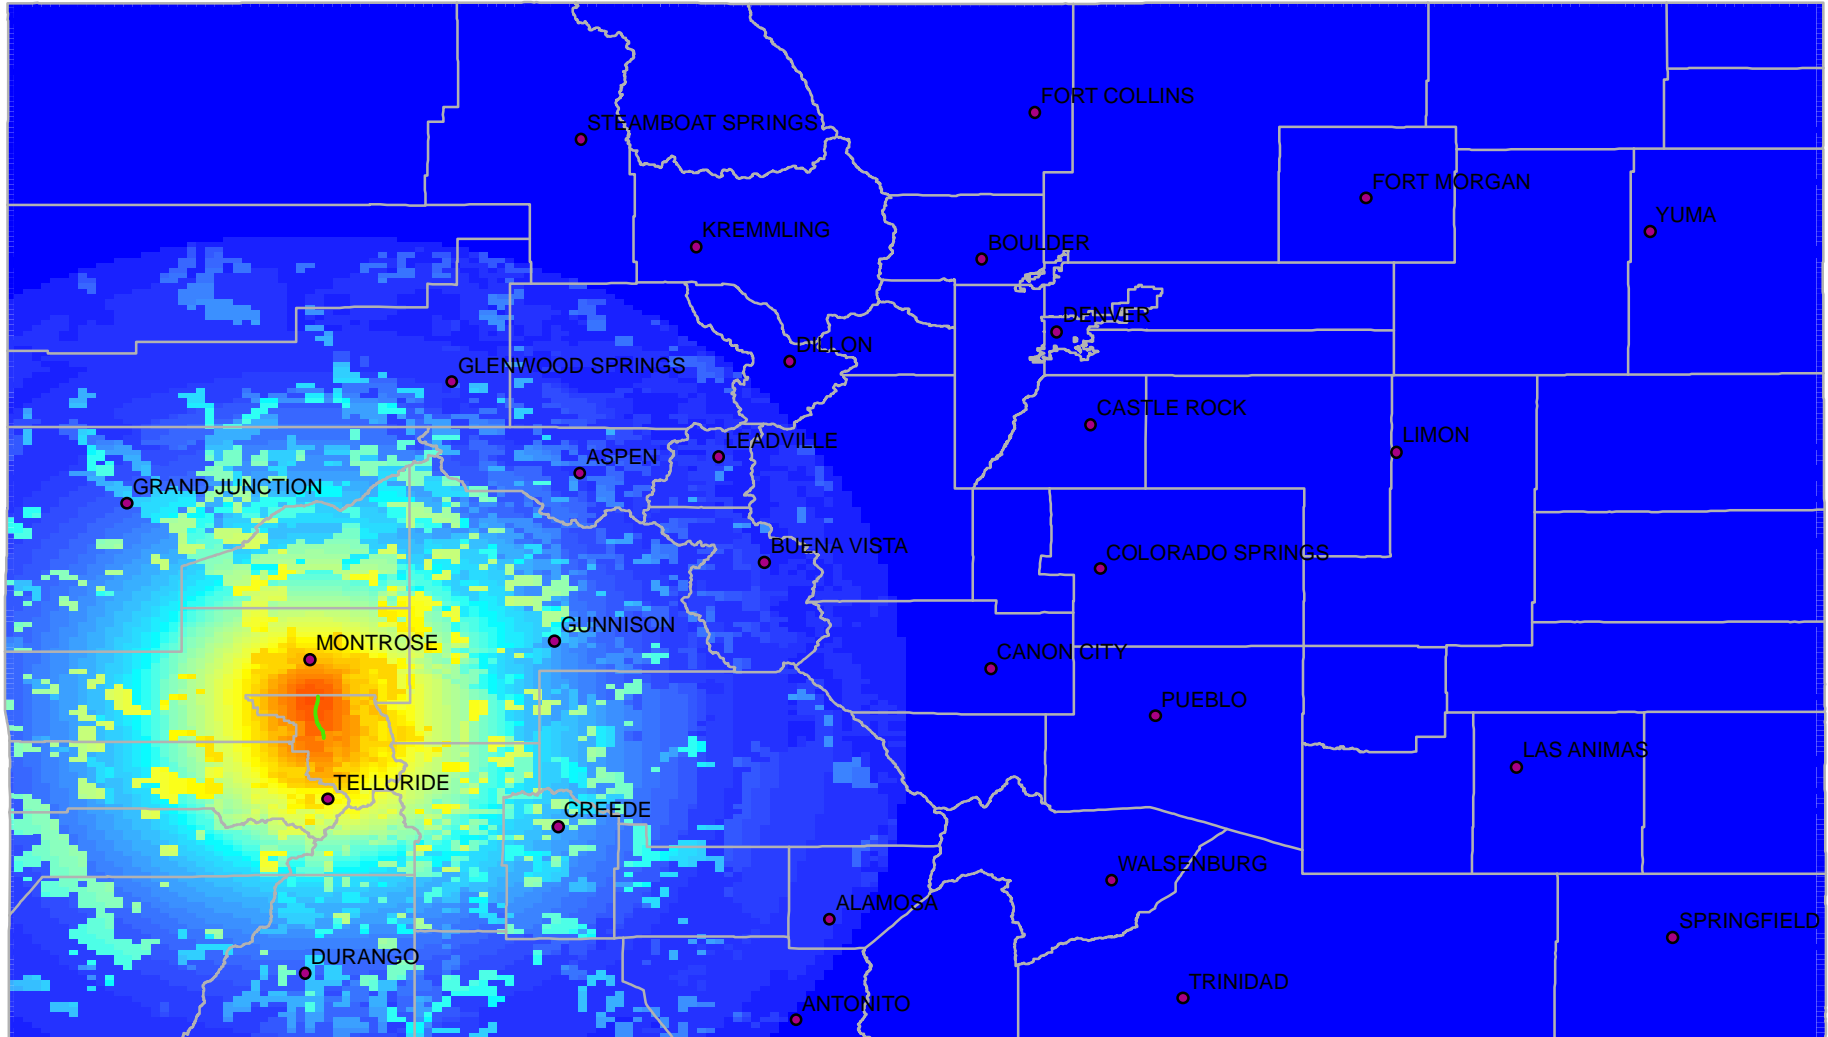 FORT COLLINS
STEAMBOAT SPRINGS
FORT MORGAN
YUMA
KREMMLING
BOULDER
DENVER
DILLON
GLENWOOD SPRINGS
CASTLE ROCK
LIMON
LEADVILLE
ASPEN
GRAND JUNCTION
BUENA VISTA
COLORADO SPRINGS
GUNNISON
MONTROSE
CANON CITY
PUEBLO
LAS ANIMAS
TELLURIDE
CREEDE
WALSENBURG
ALAMOSA
SPRINGFIELD
DURANGO
TRINIDAD
ANTONITO